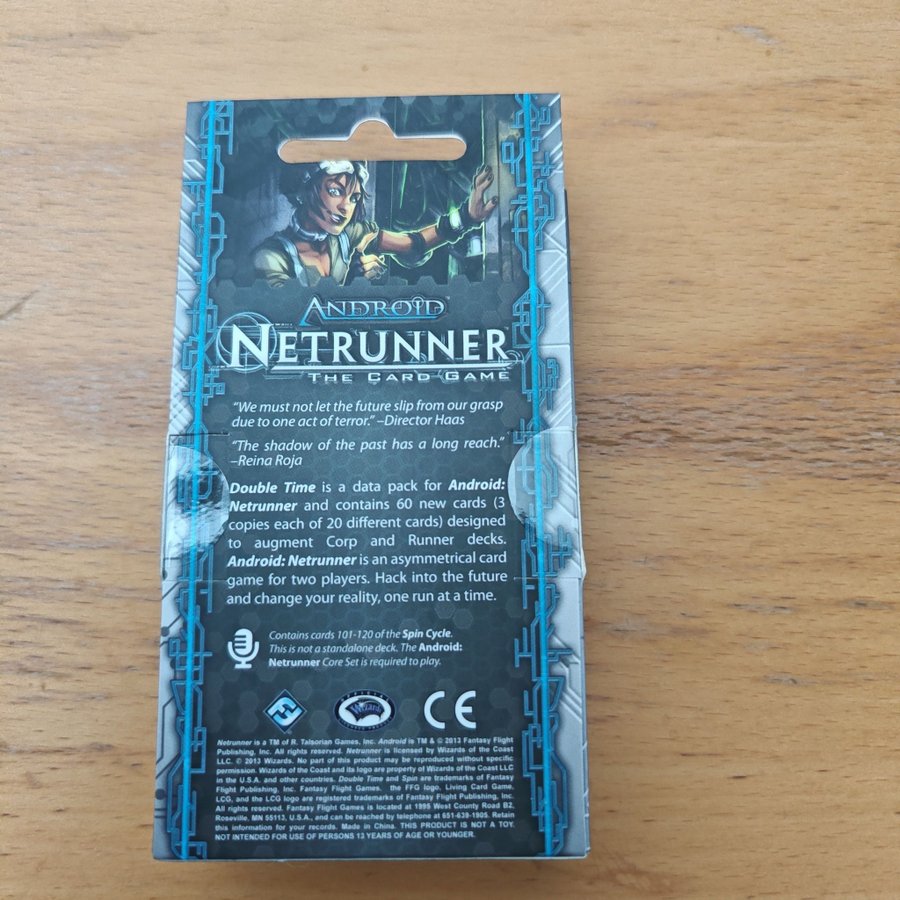 ANDROID™
NETRUNNER™
THE CARD GAME
“We must not let the future slip from our grasp
due to one act of terror.” –Director Haas
“The shadow of the past has a long reach.”
–Reina Roja
Double Time is a data pack for Android:
Netrunner and contains 60 new cards (3
copies each of 20 different cards) designed
to augment Corp and Runner decks.
Android: Netrunner is an asymmetrical card
game for two players. Hack into the future
and change your reality, one run at a time.
Contains cards 101-120 of the Spin Cycle.
This is not a standalone deck. The Android:
Netrunner Core Set is required to play.
OFFICIAL
Wizards
CE
Netrunner is a TM of R. Talsorian Games, Inc. Android is TM & © 2013 Fantasy Flight
Publishing, Inc. All rights reserved. Netrunner is licensed by Wizards of the Coast
LLC. © 2013 Wizards. No part of this product may be reproduced without specific
permission. Wizards of the Coast and its logo are property of Wizards of the Coast LLC
in the U.S.A. and other countries. Double Time and Spin are trademarks of Fantasy
Flight Publishing, Inc. Fantasy Flight Games. the FFG logo, Living Card Game,
LCG, and the LCG logo are registered trademarks of Fantasy Flight Publishing, Inc.
All rights reserved. Fantasy Flight Games is located at 1995 West County Road B2,
Roseville, MN 55113, U.S.A., and can be reached by telephone at 651-639-1905. Retain
this information for your records. Made in China. THIS PRODUCT IS NOT A TOY.
NOT INTENDED FOR USE OF PERSONS 13 YEARS OF AGE OR YOUNGER.